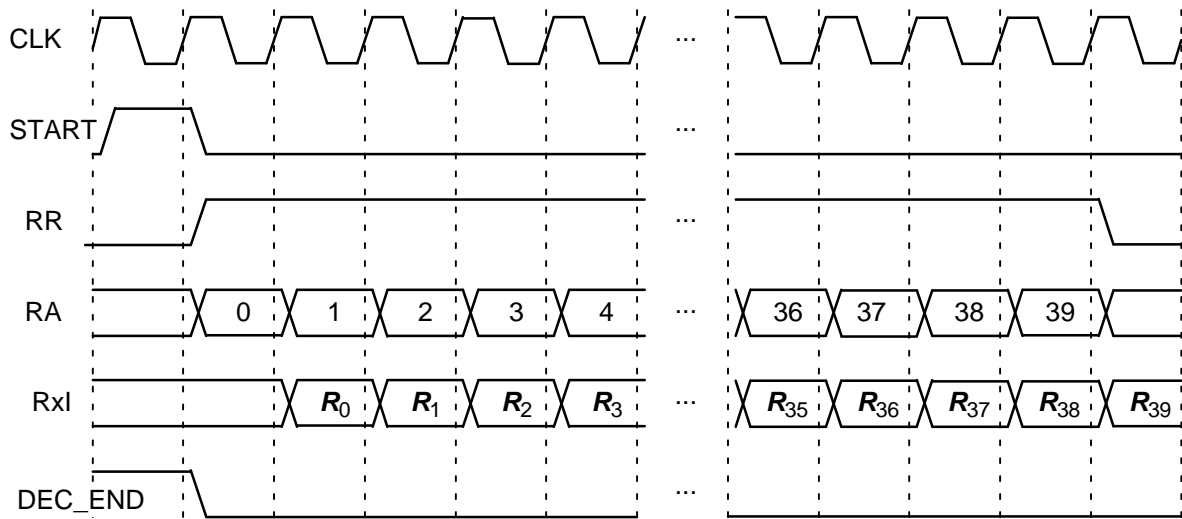 CLK ...
START ...
RR ...
RA 0 1 2 3 4 ... 36 37 38 39
RxI R0 R1 R2 R3 ... R35 R36 R37 R38 R39
DEC_END ...